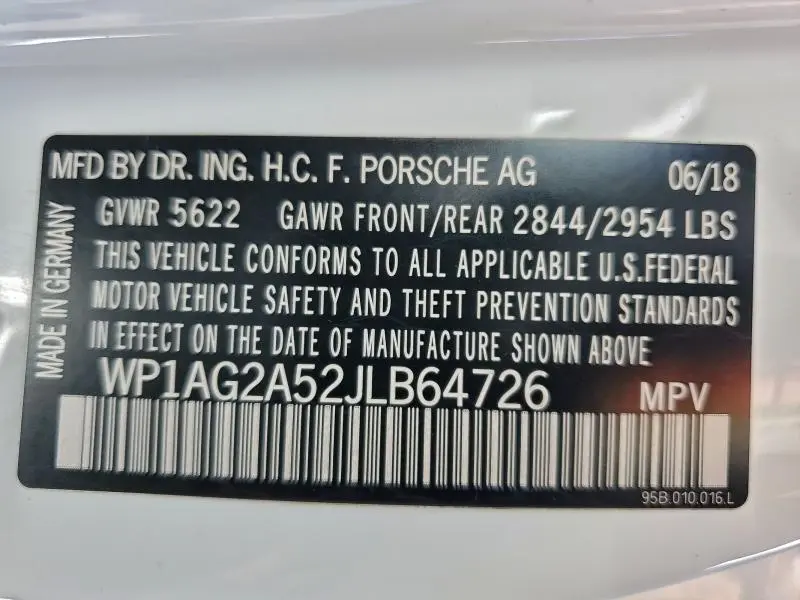 MFD BY DR. ING. H.C. F. PORSCHE AG 06/18
GVWR 5622 GAWR FRONT/REAR 2844/2954 LBS
THIS VEHICLE CONFORMS TO ALL APPLICABLE U.S.FEDERAL
MOTOR VEHICLE SAFETY AND THEFT PREVENTION STANDARDS
IN EFFECT ON THE DATE OF MANUFACTURE SHOWN ABOVE
WP1AG2A52JLB64726 MPV
95B.010.016.L
MADE IN GERMANY